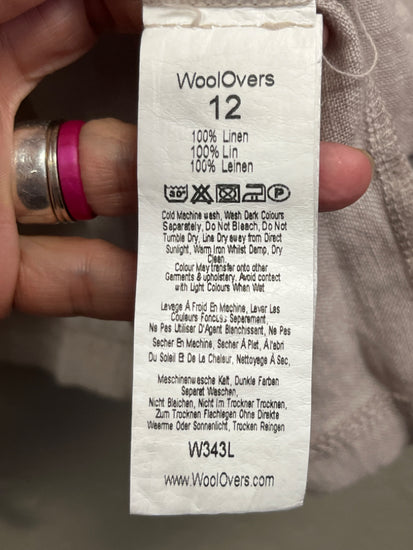 WoolOvers
12
100% Linen
100% Lin
100% Leinen
P
Cold Machine wash, Wash Dark Colours
Separately, Do Not Bleach, Do Not
Tumble Dry, Line Dry away from Direct
Sunlight, Warm Iron Whilst Damp, Dry
Clean.
Colour May transfer onto other
Garments & upholstery. Avoid contact
with Light Colours When Wet
Lavage À Froid En Machine, Laver Les
Couleurs Foncées Separement,
Ne Pas Utiliser D'Agent Blanchissant, Ne Pas
Secher En Machine, Sacher À Plat, À l'abri
Du Soleil Et De La Cheleur, Nettoyage À Sec,
Maschinenwasche Kalt, Dunkle Farben
Separat Waschen,
Nicht Bleichen, Nicht Im Trockner Trocknen,
Zum Trocknen Flachlegen Ohne Direkte
Waerme Oder Sonnenlicht, Trocken Reingen
W343L
www.WoolOvers.com